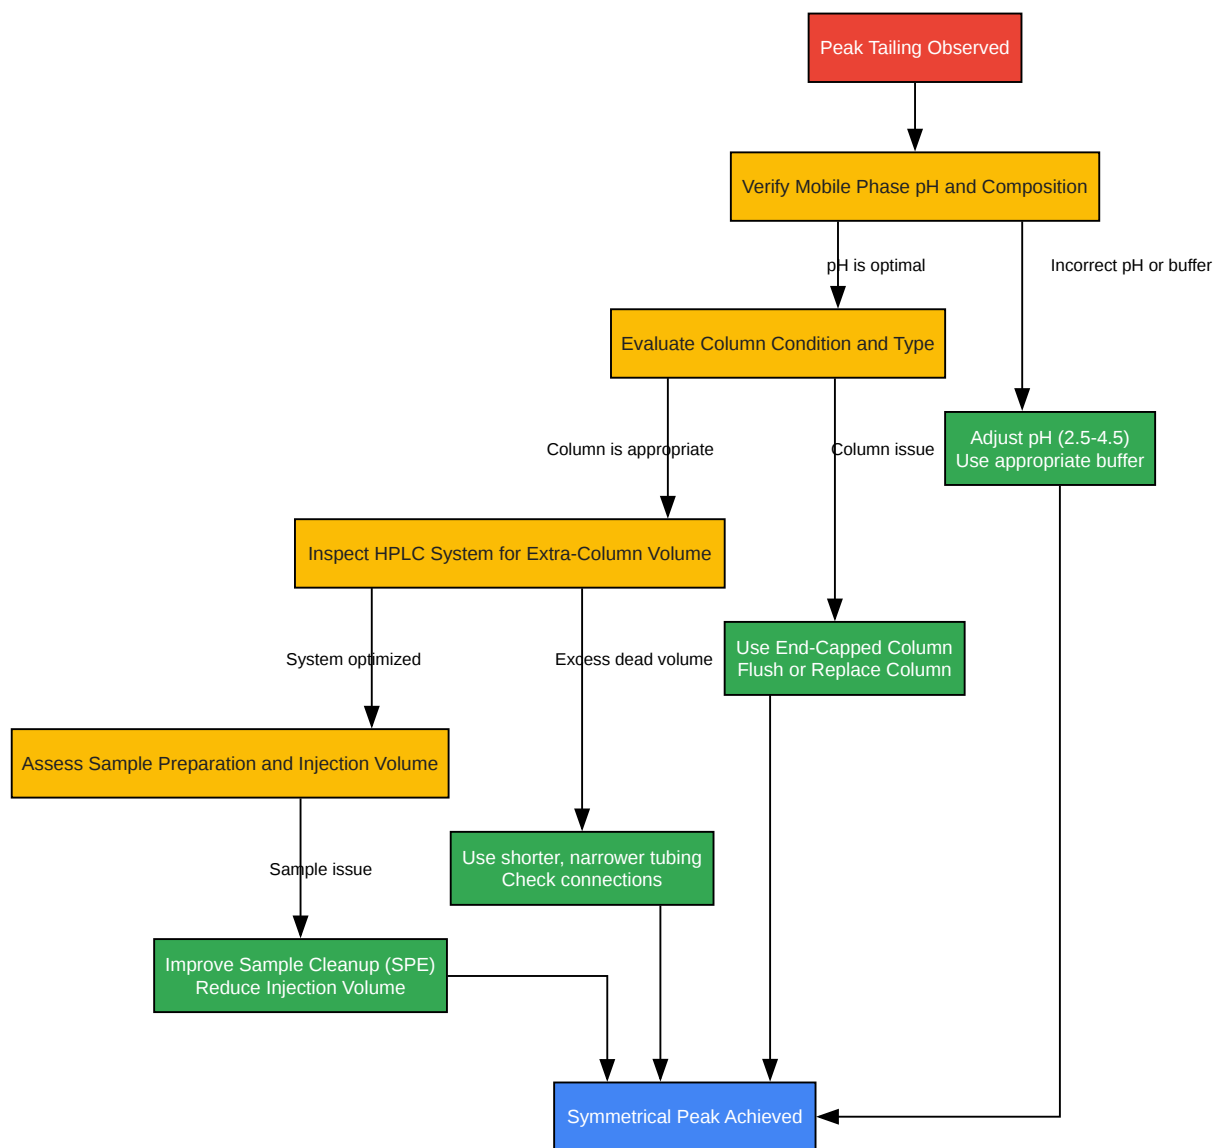 Peak Tailing Observed
Verify Mobile Phase pH and Composition
pH is optimal
Incorrect pH or buffer
Evaluate Column Condition and Type
Adjust pH (2.5-4.5)
Use appropriate buffer
Column is appropriate
Column issue
Inspect HPLC System for Extra-Column Volume
Use End-Capped Column
Flush or Replace Column
System optimized
Excess dead volume
Assess Sample Preparation and Injection Volume
Use shorter, narrower tubing
Check connections
Sample issue
Improve Sample Cleanup (SPE)
Reduce Injection Volume
Symmetrical Peak Achieved